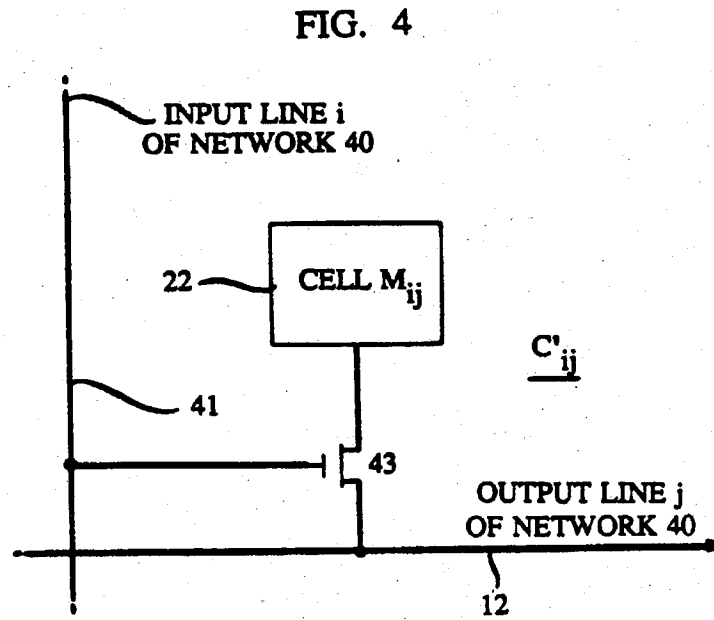 FIG. 4
INPUT LINE i
OF NETWORK 40
22
CELL Mij
C'ij
41
43
OUTPUT LINE j
OF NETWORK 40
12